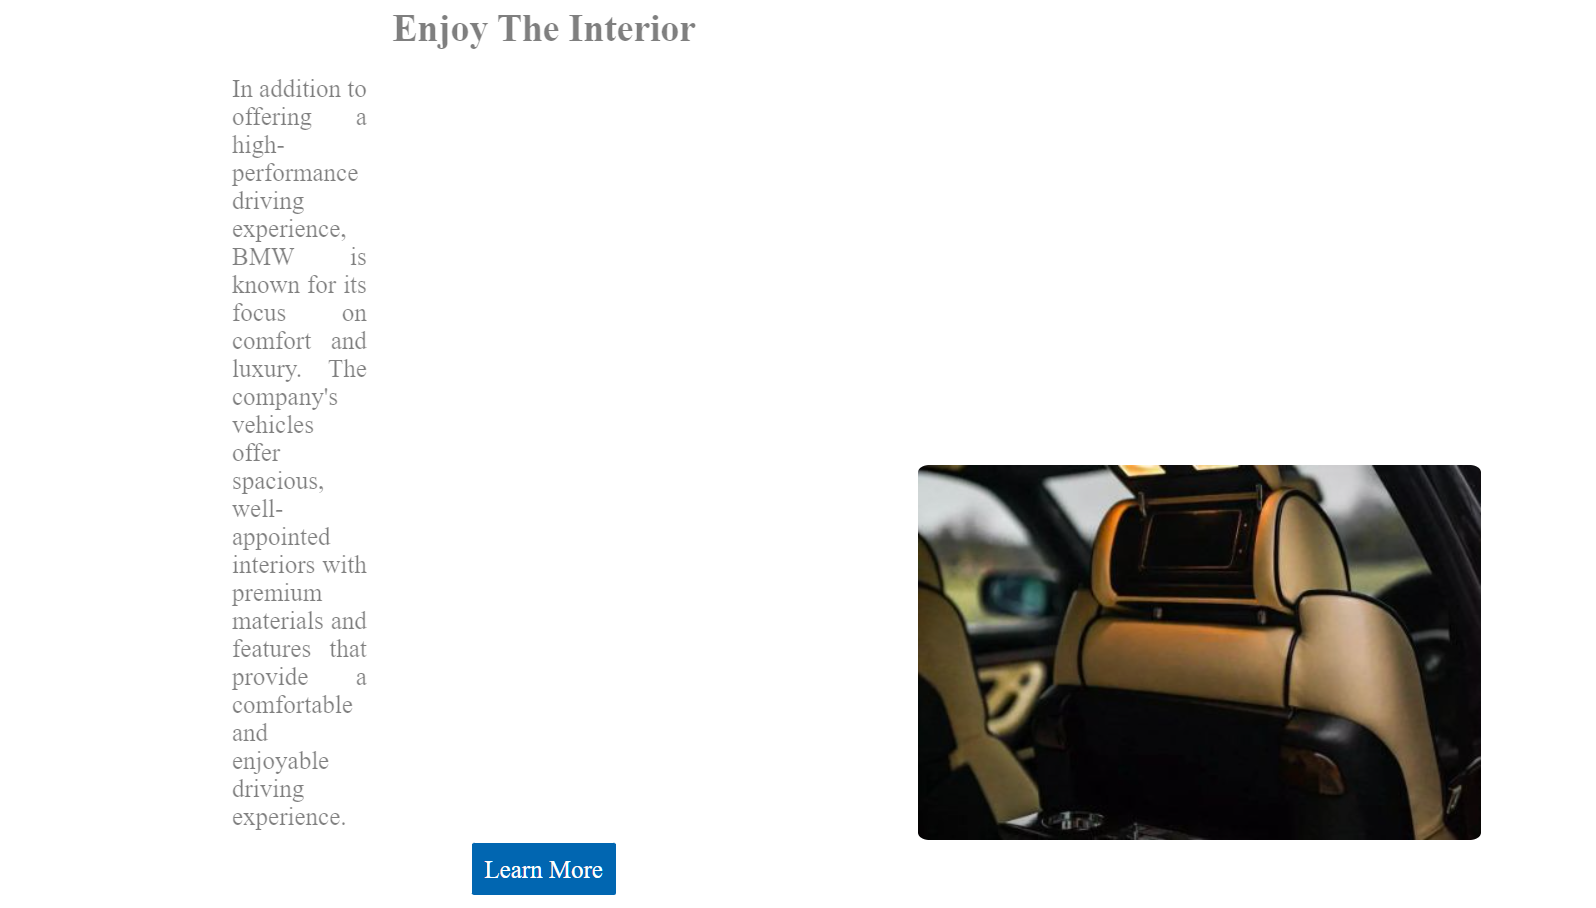 Enjoy The Interior
In addition to
offering a
high-
performance
driving
experience,
BMW is
known for its
focus on
comfort and
luxury. The
company's
vehicles
offer
spacious,
well-
appointed
interiors with
premium
materials and
features that
provide a
comfortable
and
enjoyable
driving
experience.
Learn More